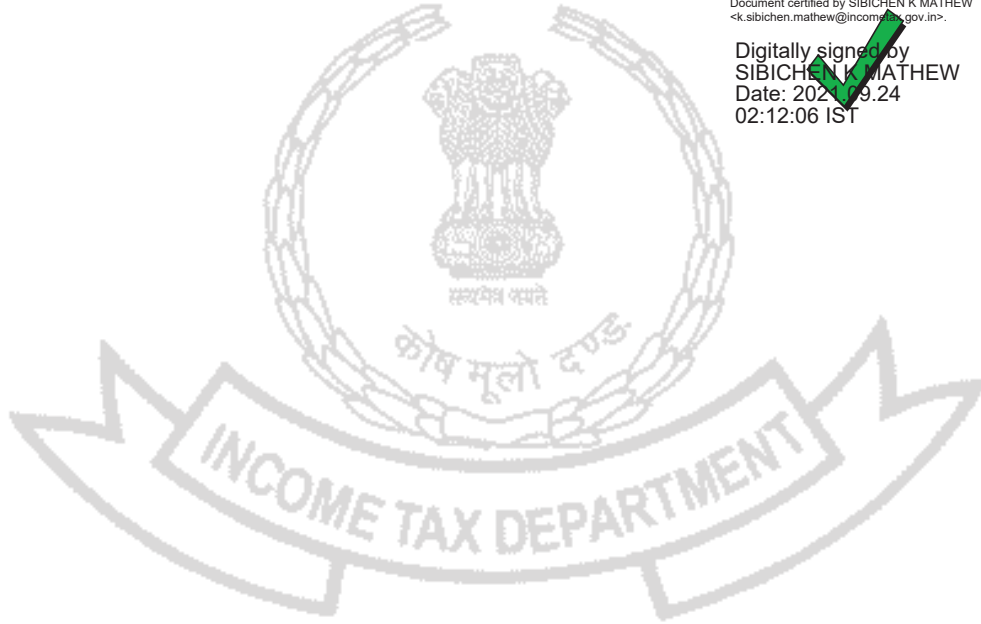 Document certified by SIBICHEN K MATHEW
<k.sibichen.mathew@incometax.gov.in>.
Digitally signed by
SIBICHEN K MATHEW
Date: 2021.09.24
02:12:06 IST
सत्यमेव जयते
कोष मूलो दण्ड
INCOME TAX DEPARTMENT